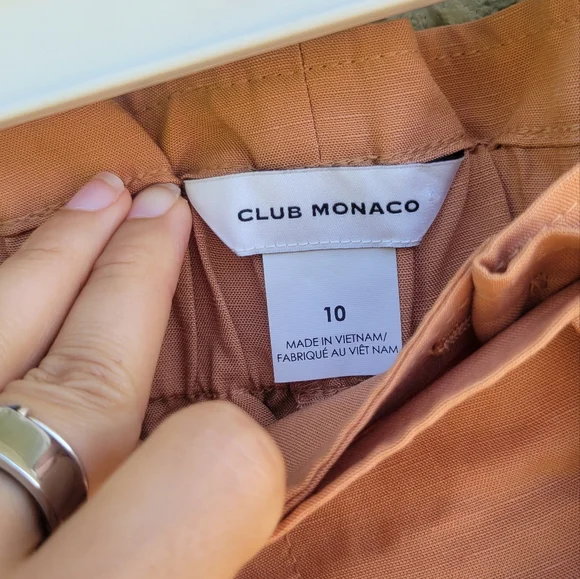 CLUB MONACO
10
MADE IN VIETNAM/
FABRIQUÉ AU VIÊT NAM